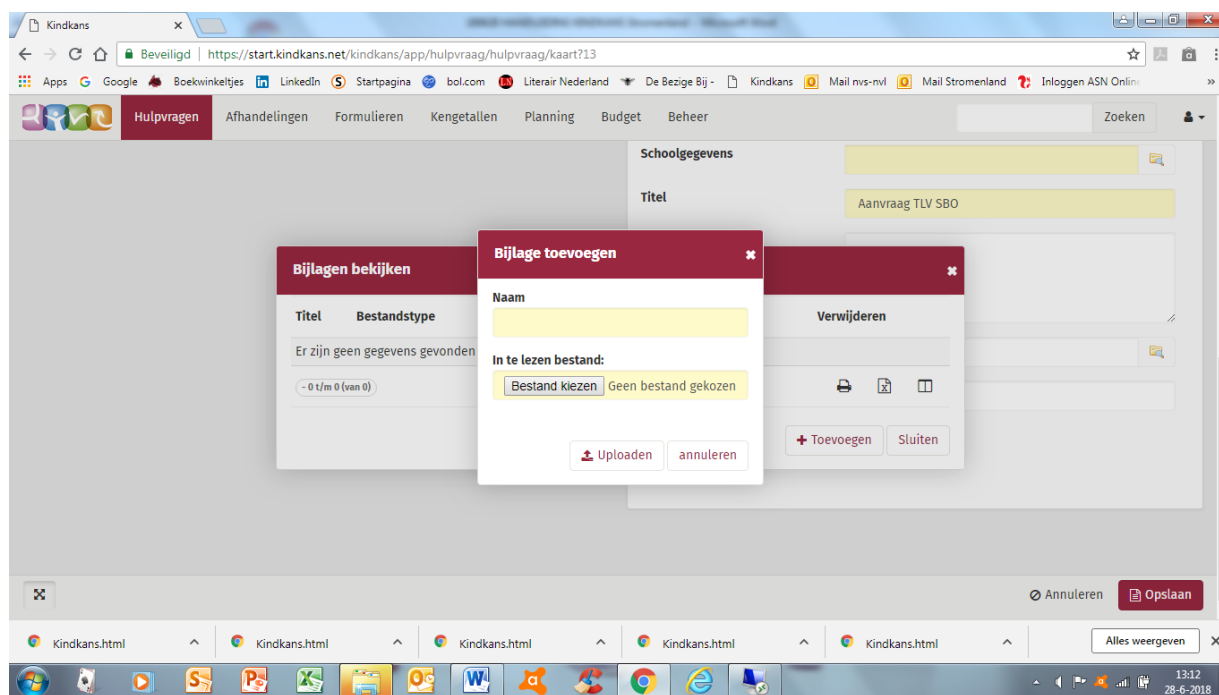 Kindkans
Beveiligd | https://start.kindkans.net/kindkans/app/hulpvraag/hulpvraag/kaart?13
Apps Google Boekwinkeltjes LinkedIn Startpagina bol.com Literair Nederland De Bezige Bij - Kindkans Mail nvs-nvl Mail Stromenland Inloggen ASN Online »
Hulpvragen Afhandelingen Formulieren Kengetallen Planning Budget Beheer Zoeken
Schoolgegevens
Titel Aanvraag TLV SBO
Bijlagen bekijken
Titel Bestandstype Verwijderen
Er zijn geen gegevens gevonden
- 0 t/m 0 (van 0)
+ Toevoegen Sluiten
Bijlage toevoegen
Naam
In te lezen bestand:
Bestand kiezen Geen bestand gekozen
Uploaden annuleren
Annuleren Opslaan
Kindkans.html Kindkans.html Kindkans.html Kindkans.html Kindkans.html Alles weergeven
13:12
28-6-2018